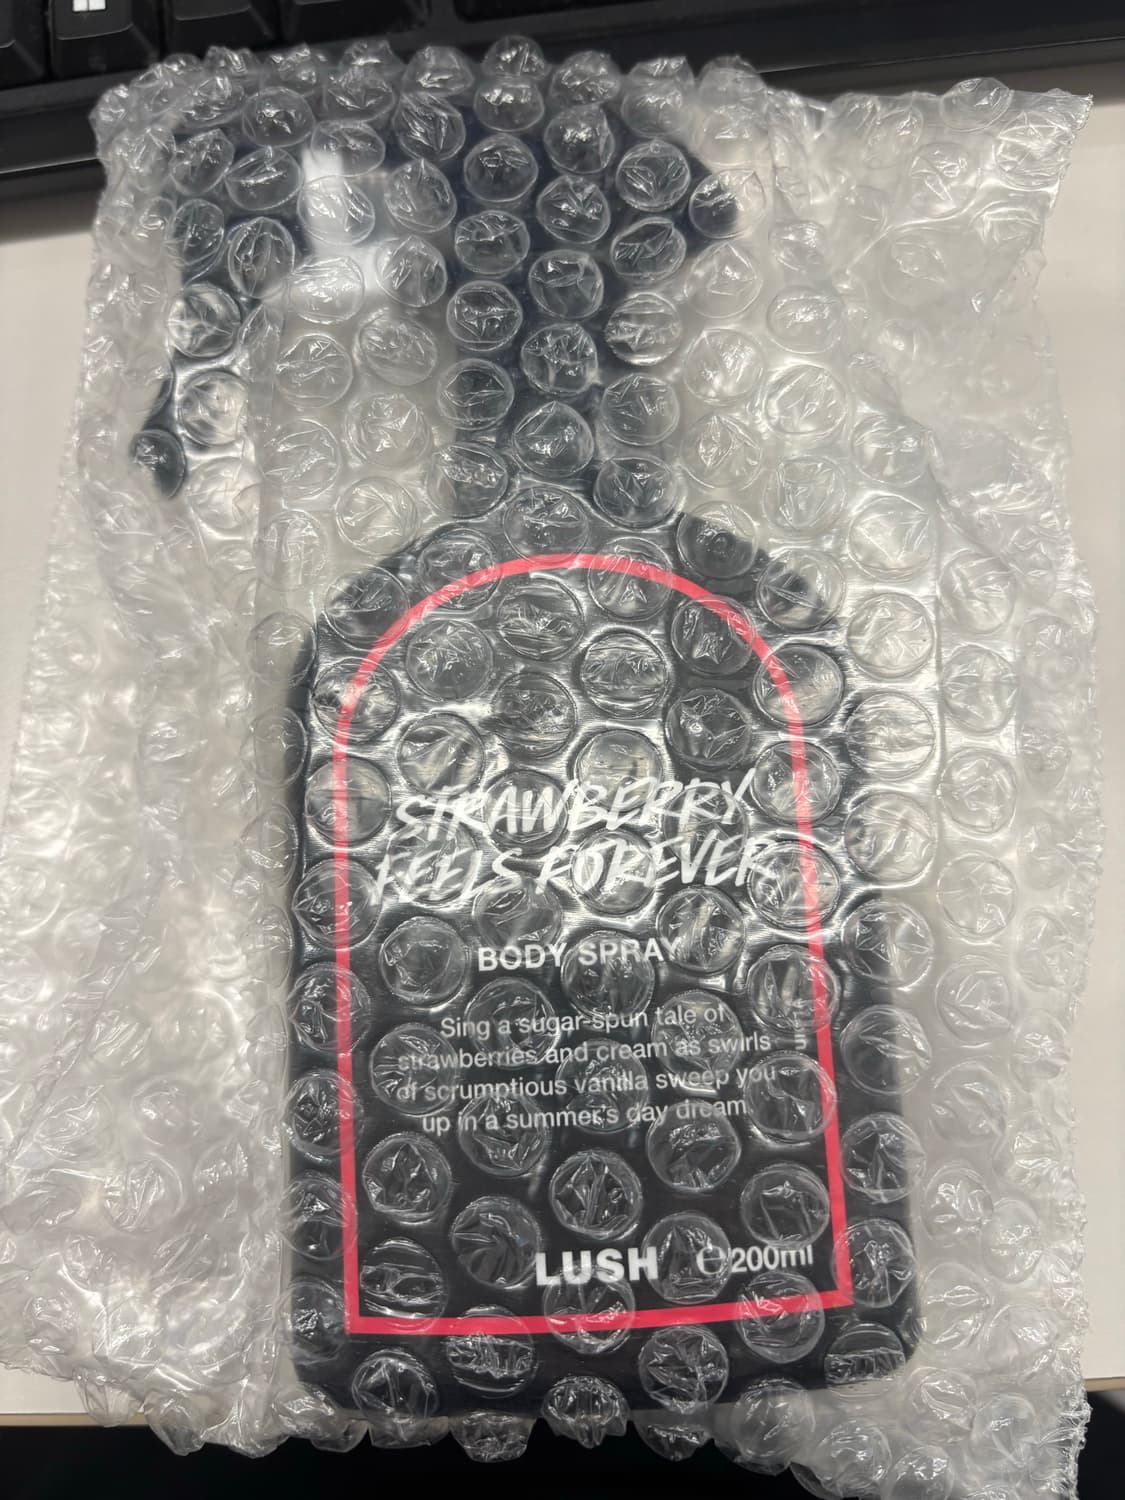 STRAWBERRY
FEELS FOREVER
BODY SPRAY
Sing a sugar-spun tale of
strawberries and cream as swirls
of scrumptious vanilla sweep you
up in a summer's day dream
LUSH ℮200ml